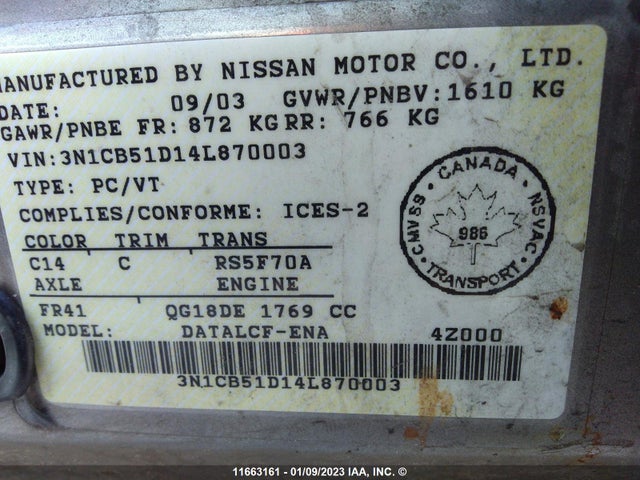 MANUFACTURED BY NISSAN MOTOR CO., LTD.
DATE: 09/03 GVWR/PNBV:1610 KG
GAWR/PNBE FR: 872 KG RR: 766 KG
VIN:3N1CB51D14L870003
TYPE: PC/VT
COMPLIES/CONFORME: ICES-2
COLOR TRIM TRANS
C14 C RS5F70A
AXLE ENGINE
FR41 QG18DE 1769 CC
MODEL: DATALCF-ENA 4Z000
3N1CB51D14L870003
CANADA
CMVSS
986
NSVAC
TRANSPORT
11663161 - 01/09/2023 IAA, INC. ©